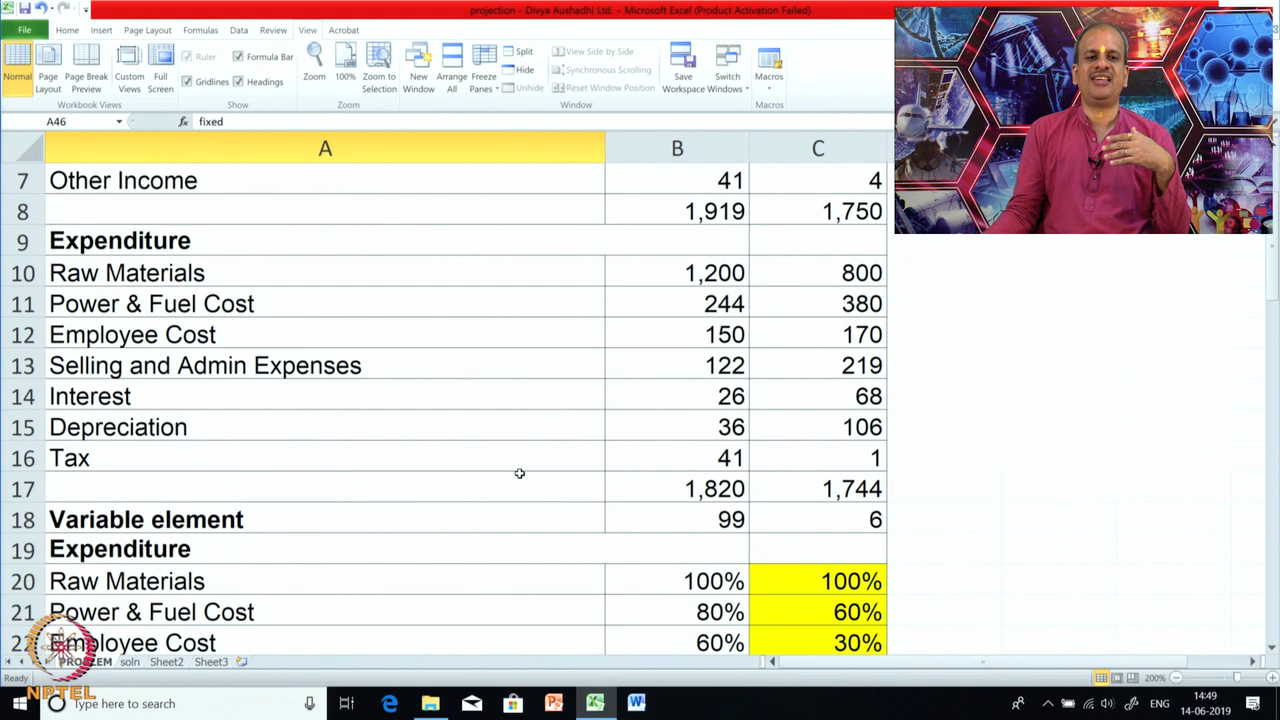 projection - Divya Aushadhi Ltd. - Microsoft Excel (Product Activation Failed)
File Home Insert Page Layout Formulas Data Review View Acrobat
Normal Page Layout Page Break Preview Custom Views Full Screen
Ruler Formula Bar
Gridlines Headings
Zoom 100% Zoom to Selection
New Window Arrange All Freeze Panes
Split
Hide
Unhide
View Side by Side
Synchronous Scrolling
Reset Window Position
Save Workspace Switch Windows Macros
Workbook Views Show Zoom Window Macros
A46 fx fixed
A B C
7 Other Income 41 4
8 1,919 1,750
9 Expenditure
10 Raw Materials 1,200 800
11 Power & Fuel Cost 244 380
12 Employee Cost 150 170
13 Selling and Admin Expenses 122 219
14 Interest 26 68
15 Depreciation 36 106
16 Tax 41 1
17 1,820 1,744
18 Variable element 99 6
19 Expenditure
20 Raw Materials 100% 100%
21 Power & Fuel Cost 80% 60%
22 Employee Cost 60% 30%
PROBLEM soln Sheet2 Sheet3
Ready 200%
NPTEL
Type here to search
ENG
14:49
14-06-2019